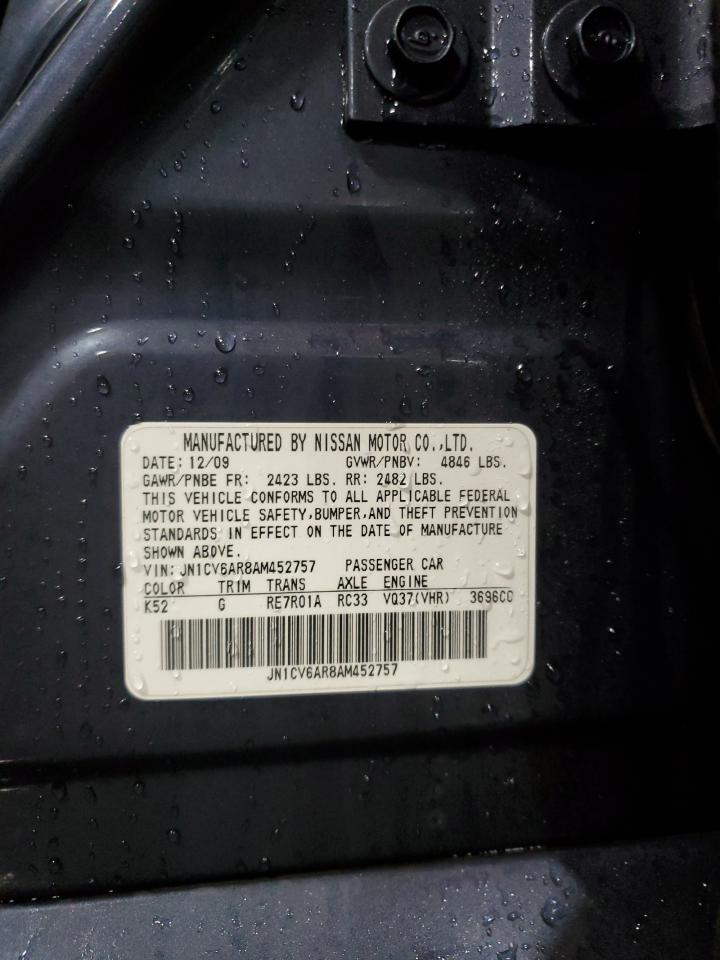 MANUFACTURED BY NISSAN MOTOR CO.,LTD.
DATE: 12/09 GVWR/PNBV: 4846 LBS.
GAWR/PNBE FR: 2423 LBS. RR: 2482 LBS.
THIS VEHICLE CONFORMS TO ALL APPLICABLE FEDERAL
MOTOR VEHICLE SAFETY,BUMPER,AND THEFT PREVENTION
STANDARDS IN EFFECT ON THE DATE OF MANUFACTURE
SHOWN ABOVE.
VIN: JN1CV6AR8AM452757 PASSENGER CAR
COLOR TRIM TRANS AXLE ENGINE
K52 G RE7R01A RC33 VQ37(VHR) 3696CC
JN1CV6AR8AM452757